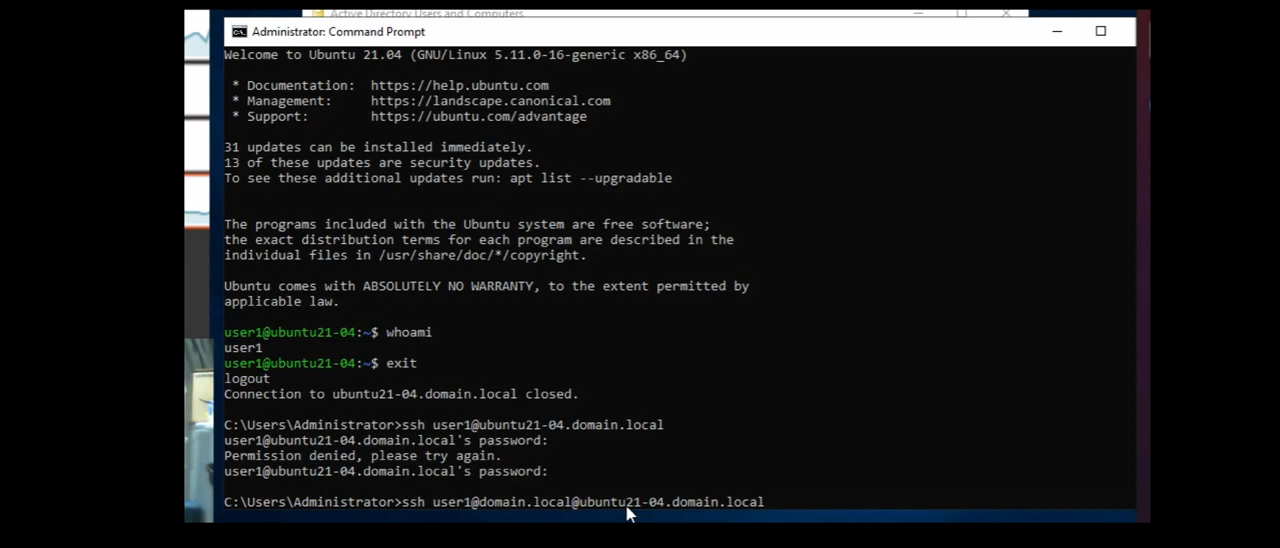 Active Directory Users and Computers
Administrator: Command Prompt
Welcome to Ubuntu 21.04 (GNU/Linux 5.11.0-16-generic x86_64)
* Documentation: https://help.ubuntu.com
* Management: https://landscape.canonical.com
* Support: https://ubuntu.com/advantage
31 updates can be installed immediately.
13 of these updates are security updates.
To see these additional updates run: apt list --upgradable
The programs included with the Ubuntu system are free software;
the exact distribution terms for each program are described in the
individual files in /usr/share/doc/*/copyright.
Ubuntu comes with ABSOLUTELY NO WARRANTY, to the extent permitted by
applicable law.
user1@ubuntu21-04:~$ whoami
user1
user1@ubuntu21-04:~$ exit
logout
Connection to ubuntu21-04.domain.local closed.
C:\Users\Administrator>ssh user1@ubuntu21-04.domain.local
user1@ubuntu21-04.domain.local's password:
Permission denied, please try again.
user1@ubuntu21-04.domain.local's password:
C:\Users\Administrator>ssh user1@domain.local@ubuntu21-04.domain.local